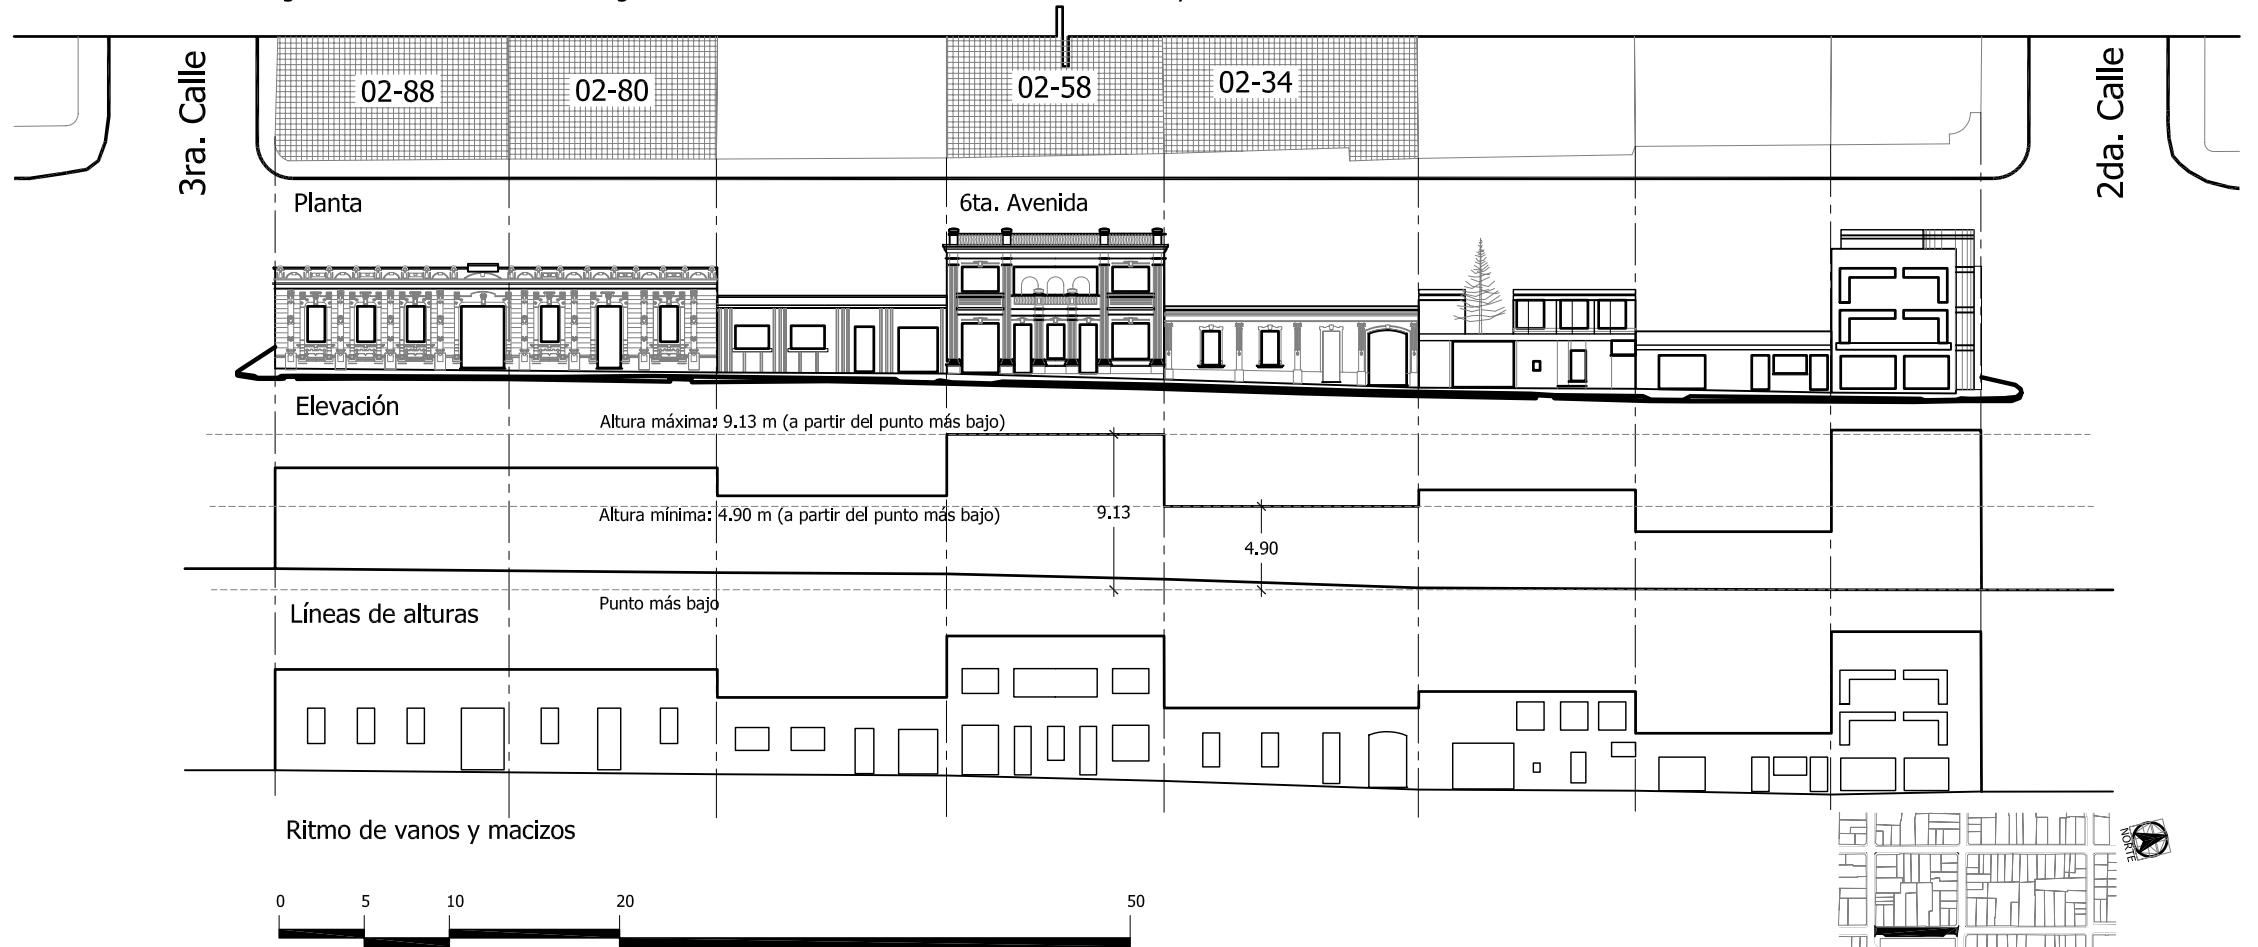 3ra. Calle
02-88
02-80
02-58
02-34
2da. Calle
Planta
6ta. Avenida
Elevación
Altura máxima: 9.13 m (a partir del punto más bajo)
Altura mínima: 4.90 m (a partir del punto más bajo)
9.13
4.90
Punto más bajo
Líneas de alturas
Ritmo de vanos y macizos
0 5 10 20 50
NORTE